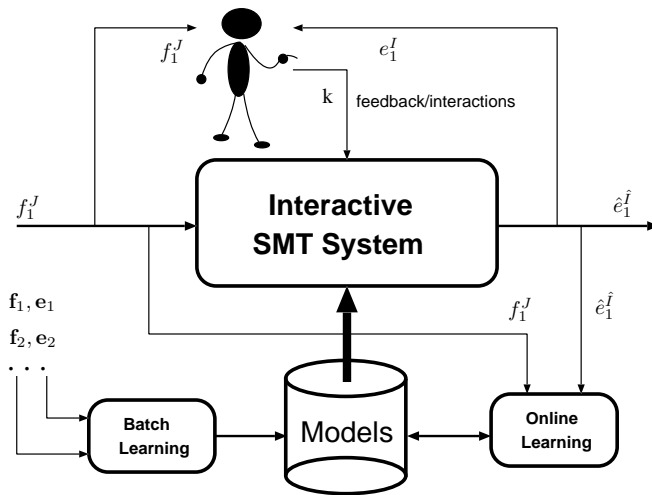 f_1^J
e_1^I
k
feedback/interactions
f_1^J
Interactive
SMT System
ê_1^Î
f_1, e_1
f_2, e_2
. . .
f_1^J
ê_1^Î
Batch
Learning
Models
Online
Learning